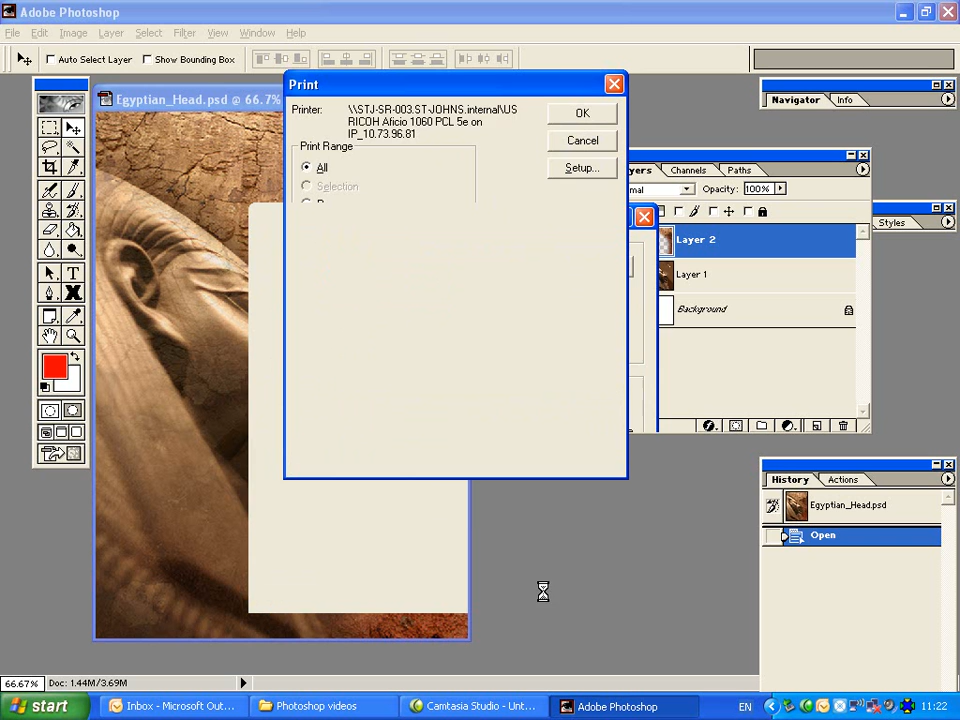 Adobe Photoshop
File Edit Image Layer Select Filter View Window Help
Auto Select Layer Show Bounding Box
Egyptian_Head.psd @ 66.7%
Print
Printer: \\STJ-SR-003.ST-JOHNS.internal\US
RICOH Aficio 1060 PCL 5e on
IP_10.73.96.81
OK
Cancel
Setup...
Print Range
All
Selection
Navigator Info
Channels Paths
Opacity: 100%
Styles
Layer 2
Layer 1
Background
History Actions
Egyptian_Head.psd
Open
66.67% Doc: 1.44M/3.69M
start Inbox - Microsoft Out... Photoshop videos Camtasia Studio - Unt... Adobe Photoshop EN 11:22